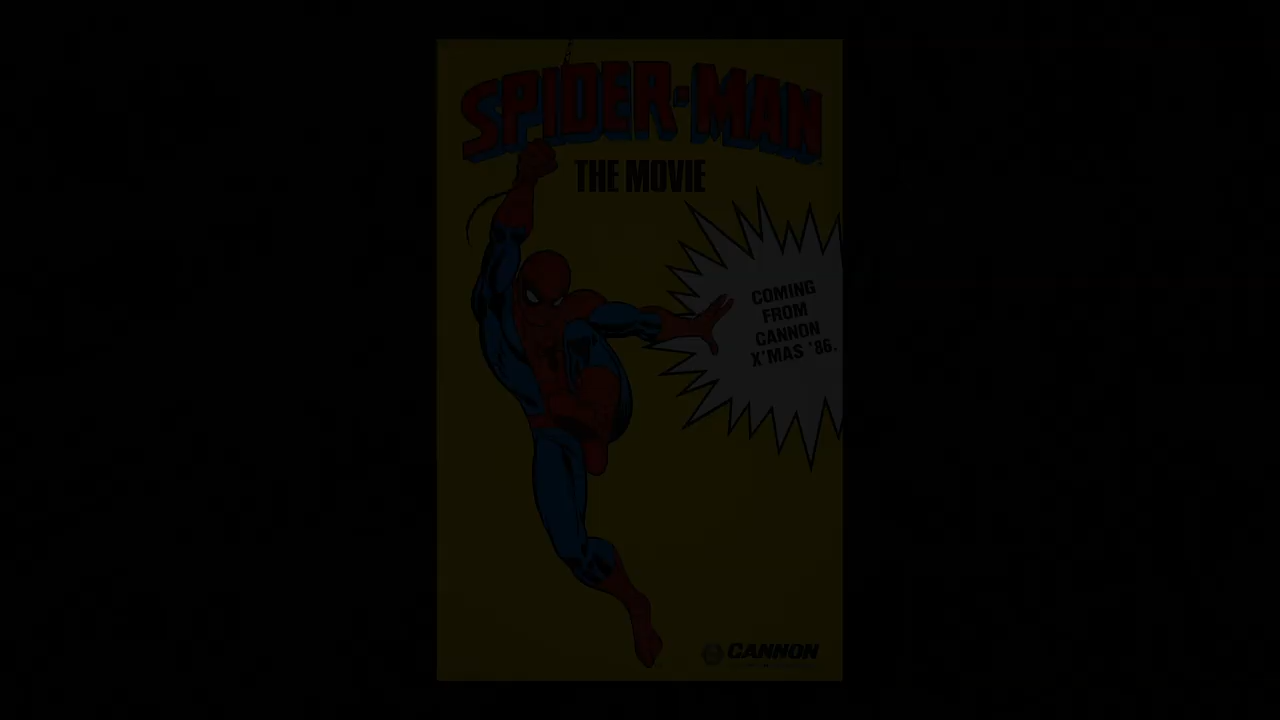 SPIDER-MAN
THE MOVIE
COMING
FROM
CANNON
X'MAS '86.
CANNON